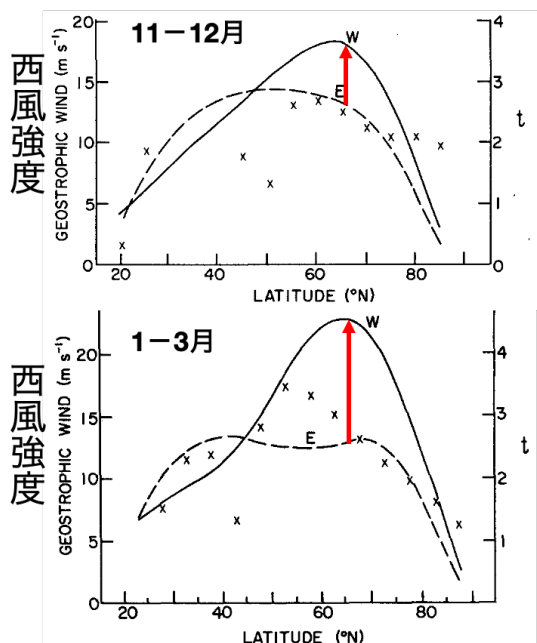 11－12月
西風強度
GEOSTROPHIC WIND (m s⁻¹)
20
15
10
5
0
W
E
4
3
2
1
0
t
20 40 60 80
LATITUDE (°N)
1－3月
西風強度
GEOSTROPHIC WIND (m s⁻¹)
20
15
10
5
0
W
E
4
3
2
1
t
20 40 60 80
LATITUDE (°N)